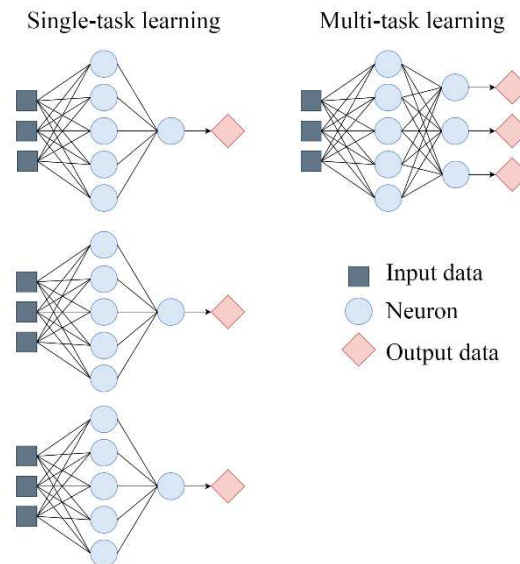 Single-task learning
Multi-task learning
Input data
Neuron
Output data